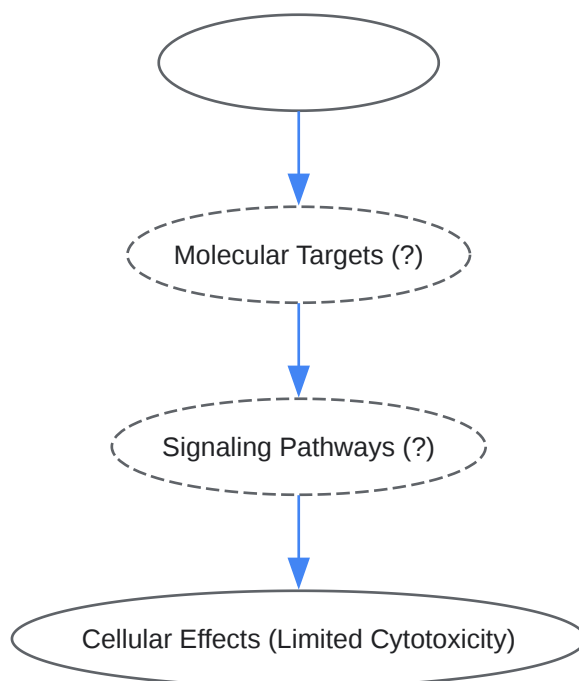 Molecular Targets (?)
Signaling Pathways (?)
Cellular Effects (Limited Cytotoxicity)